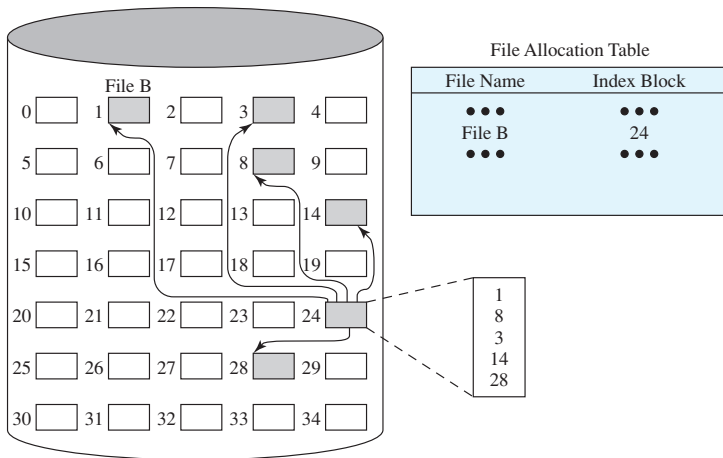 File B
0 1 2 3 4
5 6 7 8 9
10 11 12 13 14
15 16 17 18 19
20 21 22 23 24
25 26 27 28 29
30 31 32 33 34
File Allocation Table
File Name Index Block
••• •••
File B 24
••• •••
1
8
3
14
28